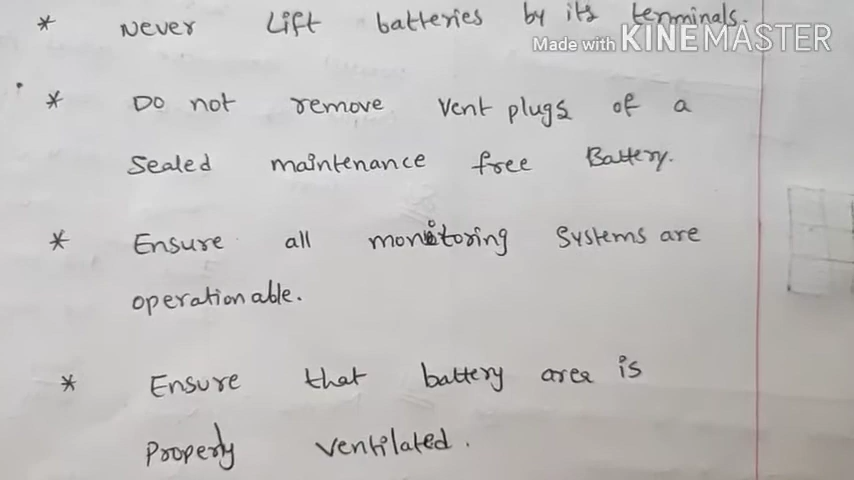 * Never Lift batteries by its terminals.
Made with KINEMASTER
* Do not remove vent plugs of a
Sealed maintenance free Battery.
* Ensure all monitoring systems are
operationable.
* Ensure that battery area is
Properly ventilated.